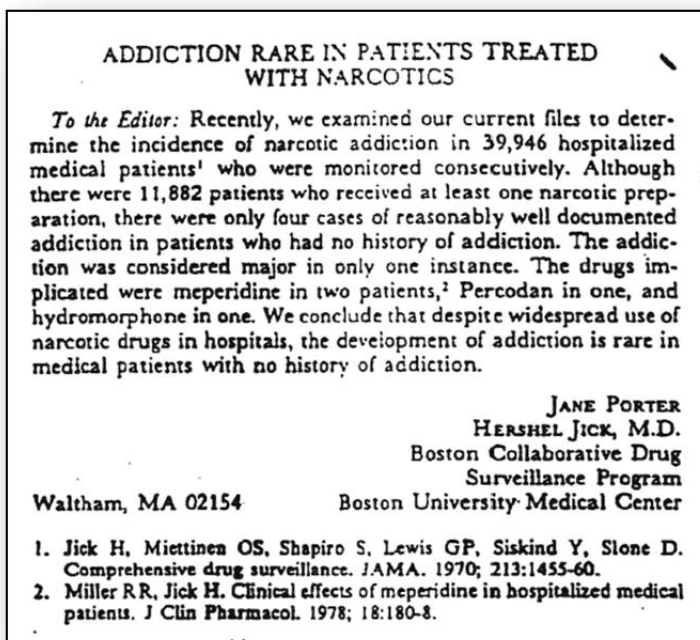 ADDICTION RARE IN PATIENTS TREATED
WITH NARCOTICS
To the Editor: Recently, we examined our current files to deter-
mine the incidence of narcotic addiction in 39,946 hospitalized
medical patients¹ who were monitored consecutively. Although
there were 11,882 patients who received at least one narcotic prep-
aration, there were only four cases of reasonably well documented
addiction in patients who had no history of addiction. The addic-
tion was considered major in only one instance. The drugs im-
plicated were meperidine in two patients,² Percodan in one, and
hydromorphone in one. We conclude that despite widespread use of
narcotic drugs in hospitals, the development of addiction is rare in
medical patients with no history of addiction.
JANE PORTER
HERSHEL JICK, M.D.
Boston Collaborative Drug
Surveillance Program
Waltham, MA 02154 Boston University Medical Center
1. Jick H, Miettinen OS, Shapiro S, Lewis GP, Siskind Y, Slone D.
Comprehensive drug surveillance. JAMA. 1970; 213:1455-60.
2. Miller RR, Jick H. Clinical effects of meperidine in hospitalized medical
patients. J Clin Pharmacol. 1978; 18:180-8.